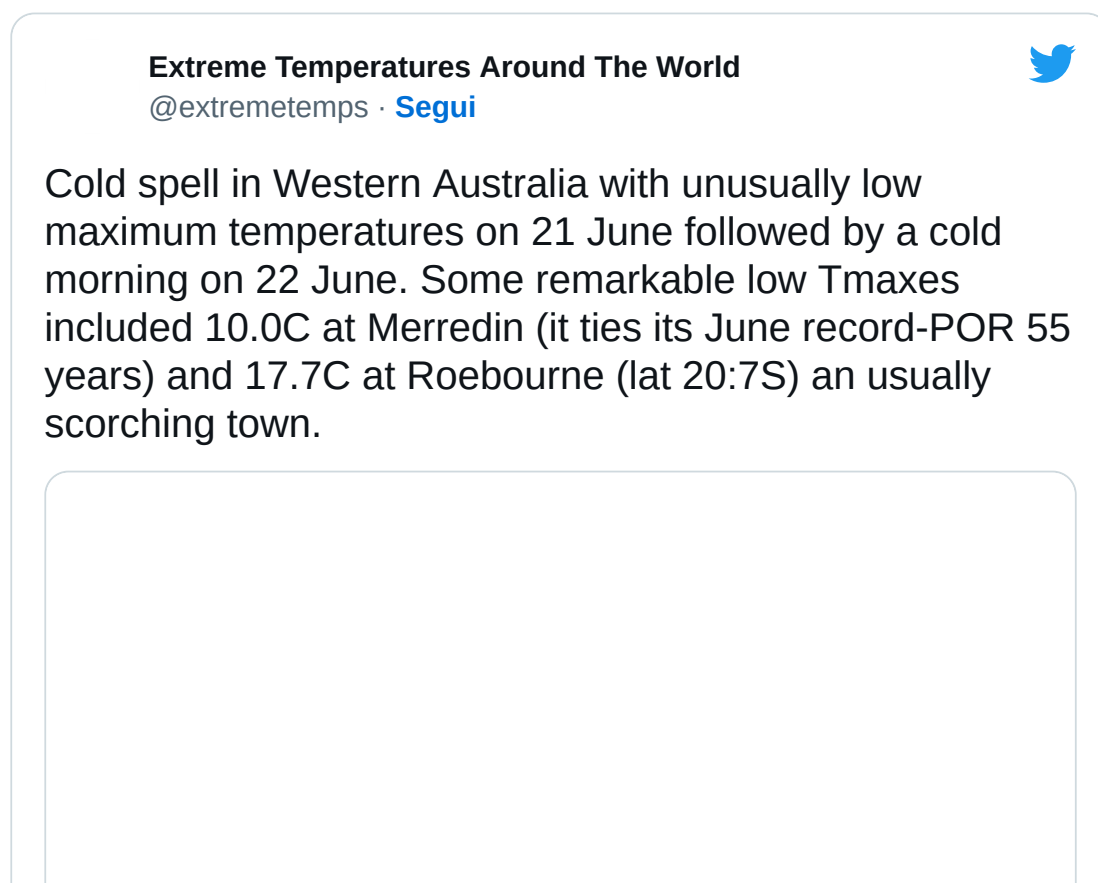 Extreme Temperatures Around The World
@extremetemps · Segui
Cold spell in Western Australia with unusually low
maximum temperatures on 21 June followed by a cold
morning on 22 June. Some remarkable low Tmaxes
included 10.0C at Merredin (it ties its June record-POR 55
years) and 17.7C at Roebourne (lat 20:7S) an usually
scorching town.